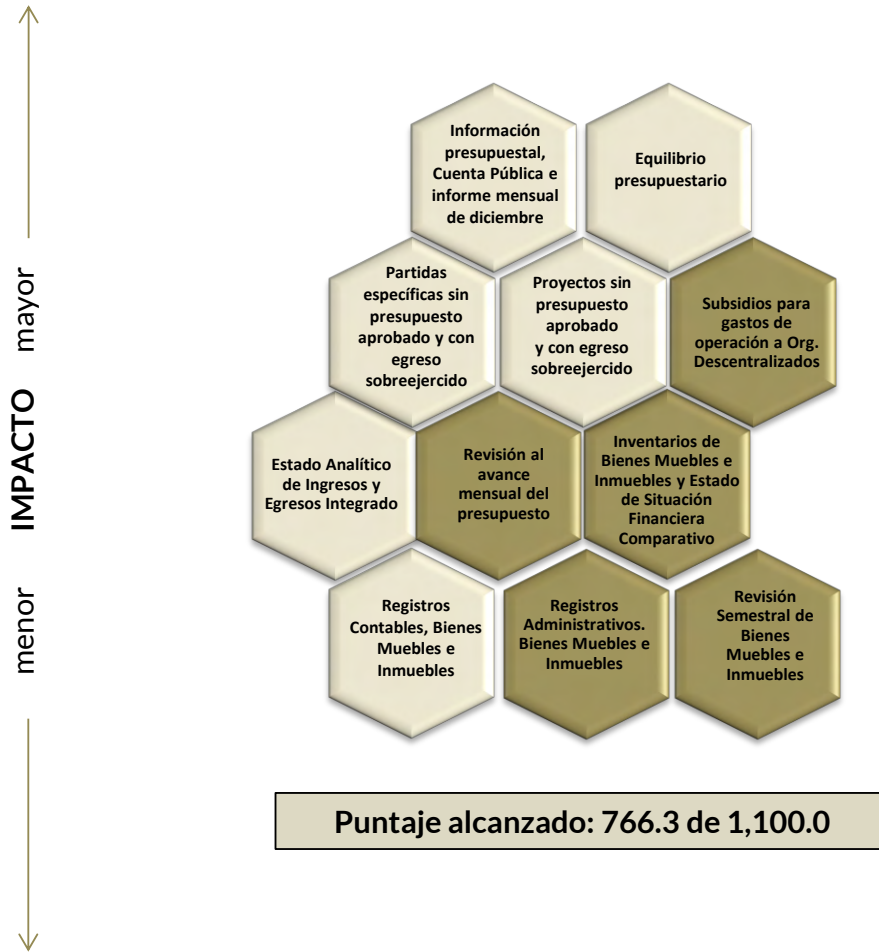 mayor
IMPACTO
menor
Información
presupuestal,
Cuenta Pública e
informe mensual
de diciembre
Equilibrio
presupuestario
Partidas
específicas sin
presupuesto
aprobado y con
egreso
sobreejercido
Proyectos sin
presupuesto
aprobado
y con egreso
sobreejercido
Subsidios para
gastos de
operación a Org.
Descentralizados
Estado Analítico
de Ingresos y
Egresos Integrado
Revisión al
avance
mensual del
presupuesto
Inventarios de
Bienes Muebles e
Inmuebles y Estado
de Situación
Financiera
Comparativo
Registros
Contables, Bienes
Muebles e
Inmuebles
Registros
Administrativos.
Bienes Muebles e
Inmuebles
Revisión
Semestral de
Bienes
Muebles e
Inmuebles
Puntaje alcanzado: 766.3 de 1,100.0